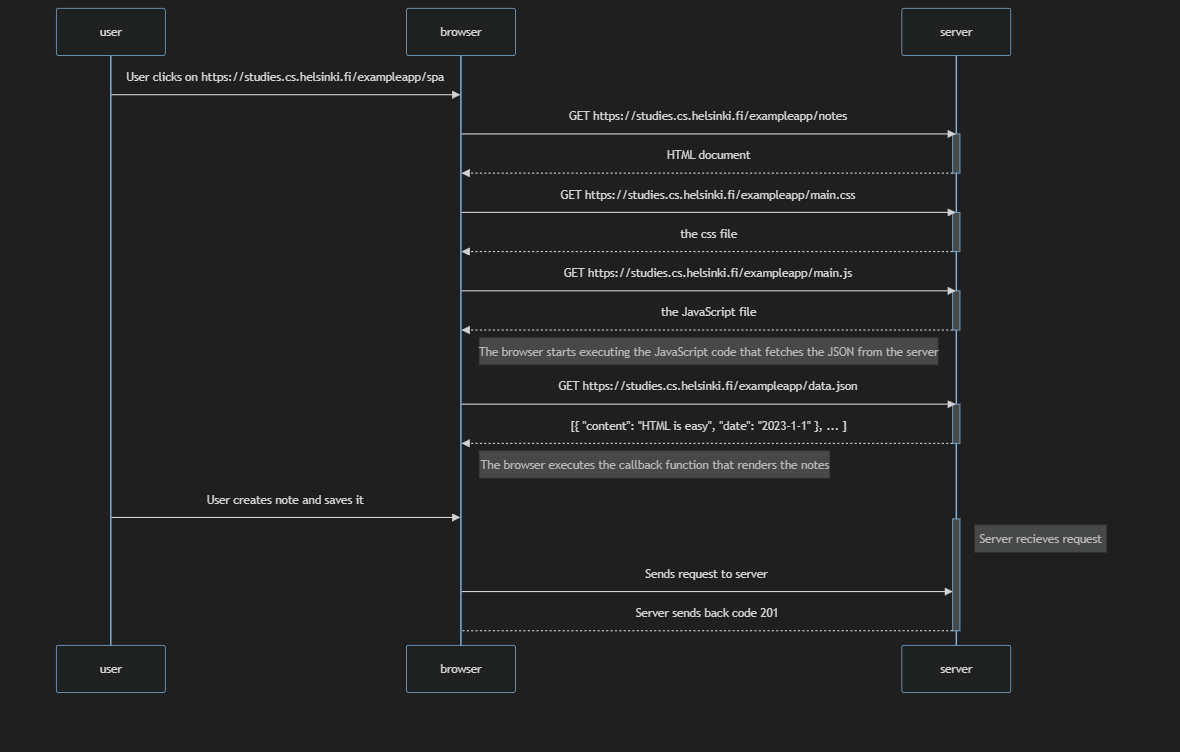 user
browser
server
User clicks on https://studies.cs.helsinki.fi/exampleapp/spa
GET https://studies.cs.helsinki.fi/exampleapp/notes
HTML document
GET https://studies.cs.helsinki.fi/exampleapp/main.css
the css file
GET https://studies.cs.helsinki.fi/exampleapp/main.js
the JavaScript file
The browser starts executing the JavaScript code that fetches the JSON from the server
GET https://studies.cs.helsinki.fi/exampleapp/data.json
[{ "content": "HTML is easy", "date": "2023-1-1" }, ... ]
The browser executes the callback function that renders the notes
User creates note and saves it
Server recieves request
Sends request to server
Server sends back code 201
user
browser
server